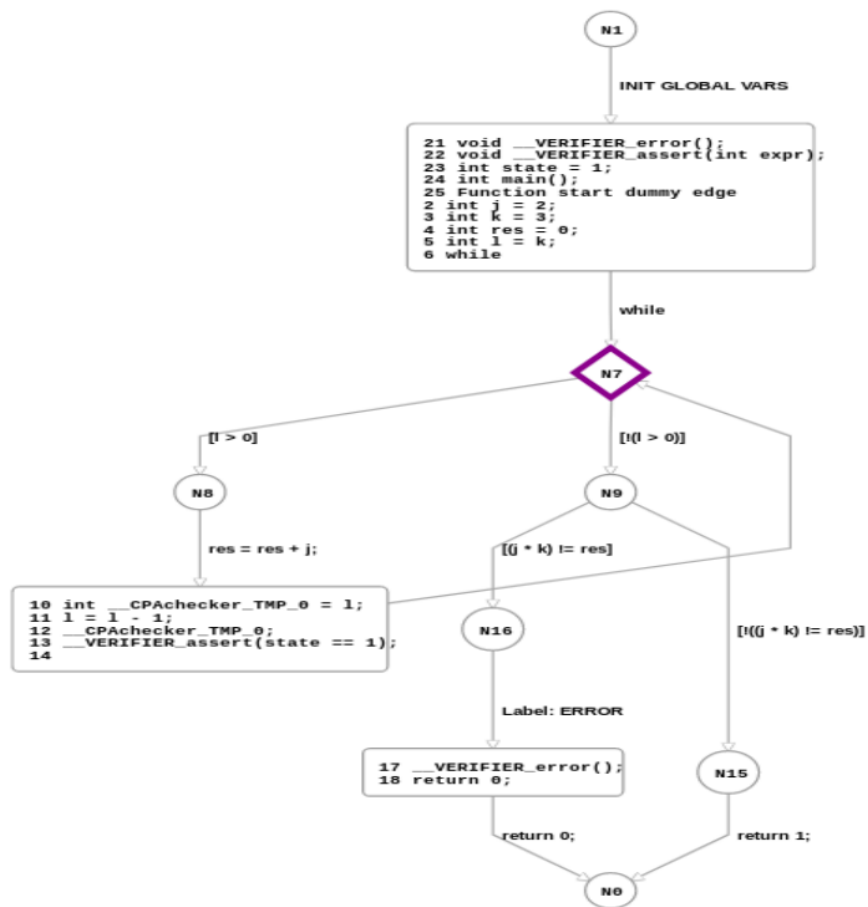 N1
INIT GLOBAL VARS
21 void __VERIFIER_error();
22 void __VERIFIER_assert(int expr);
23 int state = 1;
24 int main();
25 Function start dummy edge
2 int j = 2;
3 int k = 3;
4 int res = 0;
5 int l = k;
6 while
while
N7
[l > 0]
[!(l > 0)]
N8
N9
res = res + j;
[(j * k) != res]
10 int __CPAchecker_TMP_0 = l;
11 l = l - 1;
12 __CPAchecker_TMP_0;
13 __VERIFIER_assert(state == 1);
14
N16
[!((j * k) != res)]
Label: ERROR
17 __VERIFIER_error();
18 return 0;
N15
return 0;
return 1;
N0